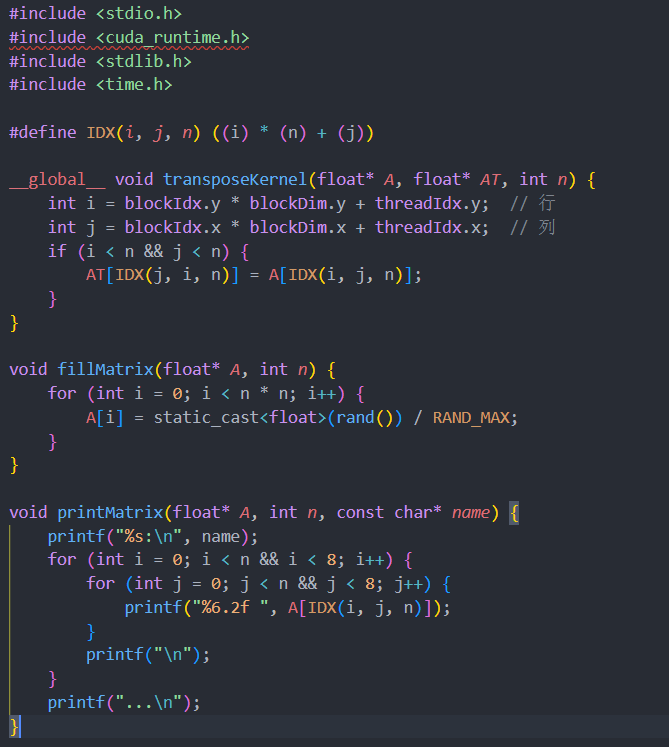 #include <stdio.h>
#include <cuda_runtime.h>
#include <stdlib.h>
#include <time.h>

#define IDX(i, j, n) ((i) * (n) + (j))

__global__ void transposeKernel(float* A, float* AT, int n) {
    int i = blockIdx.y * blockDim.y + threadIdx.y;  // 行
    int j = blockIdx.x * blockDim.x + threadIdx.x;  // 列
    if (i < n && j < n) {
        AT[IDX(j, i, n)] = A[IDX(i, j, n)];
    }
}

void fillMatrix(float* A, int n) {
    for (int i = 0; i < n * n; i++) {
        A[i] = static_cast<float>(rand()) / RAND_MAX;
    }
}

void printMatrix(float* A, int n, const char* name) {
    printf("%s:\n", name);
    for (int i = 0; i < n && i < 8; i++) {
        for (int j = 0; j < n && j < 8; j++) {
            printf("%6.2f ", A[IDX(i, j, n)]);
        }
        printf("\n");
    }
    printf("...\n");
}